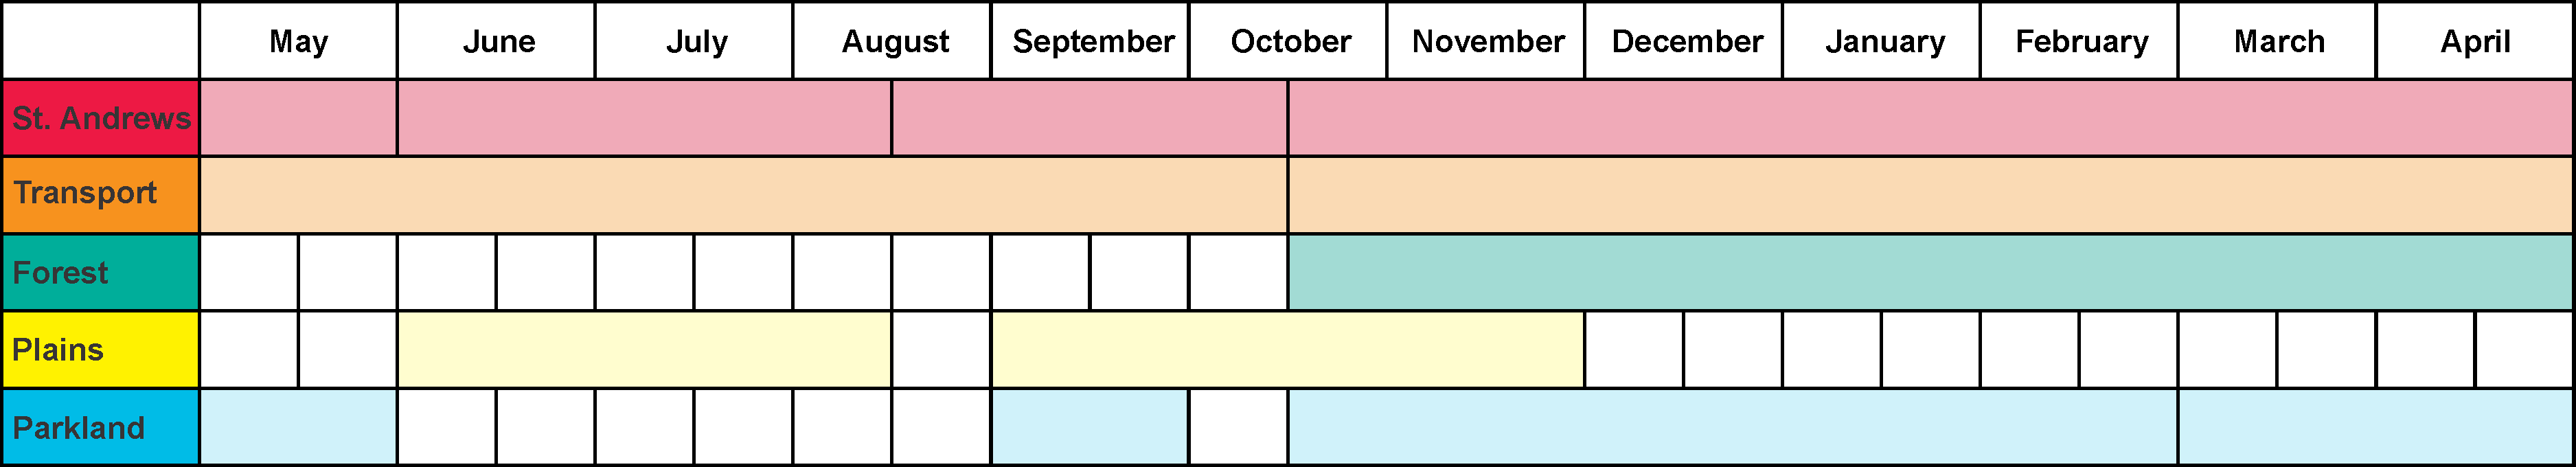 May June July August September October November December January February March April
St. Andrews
Transport
Forest
Plains
Parkland